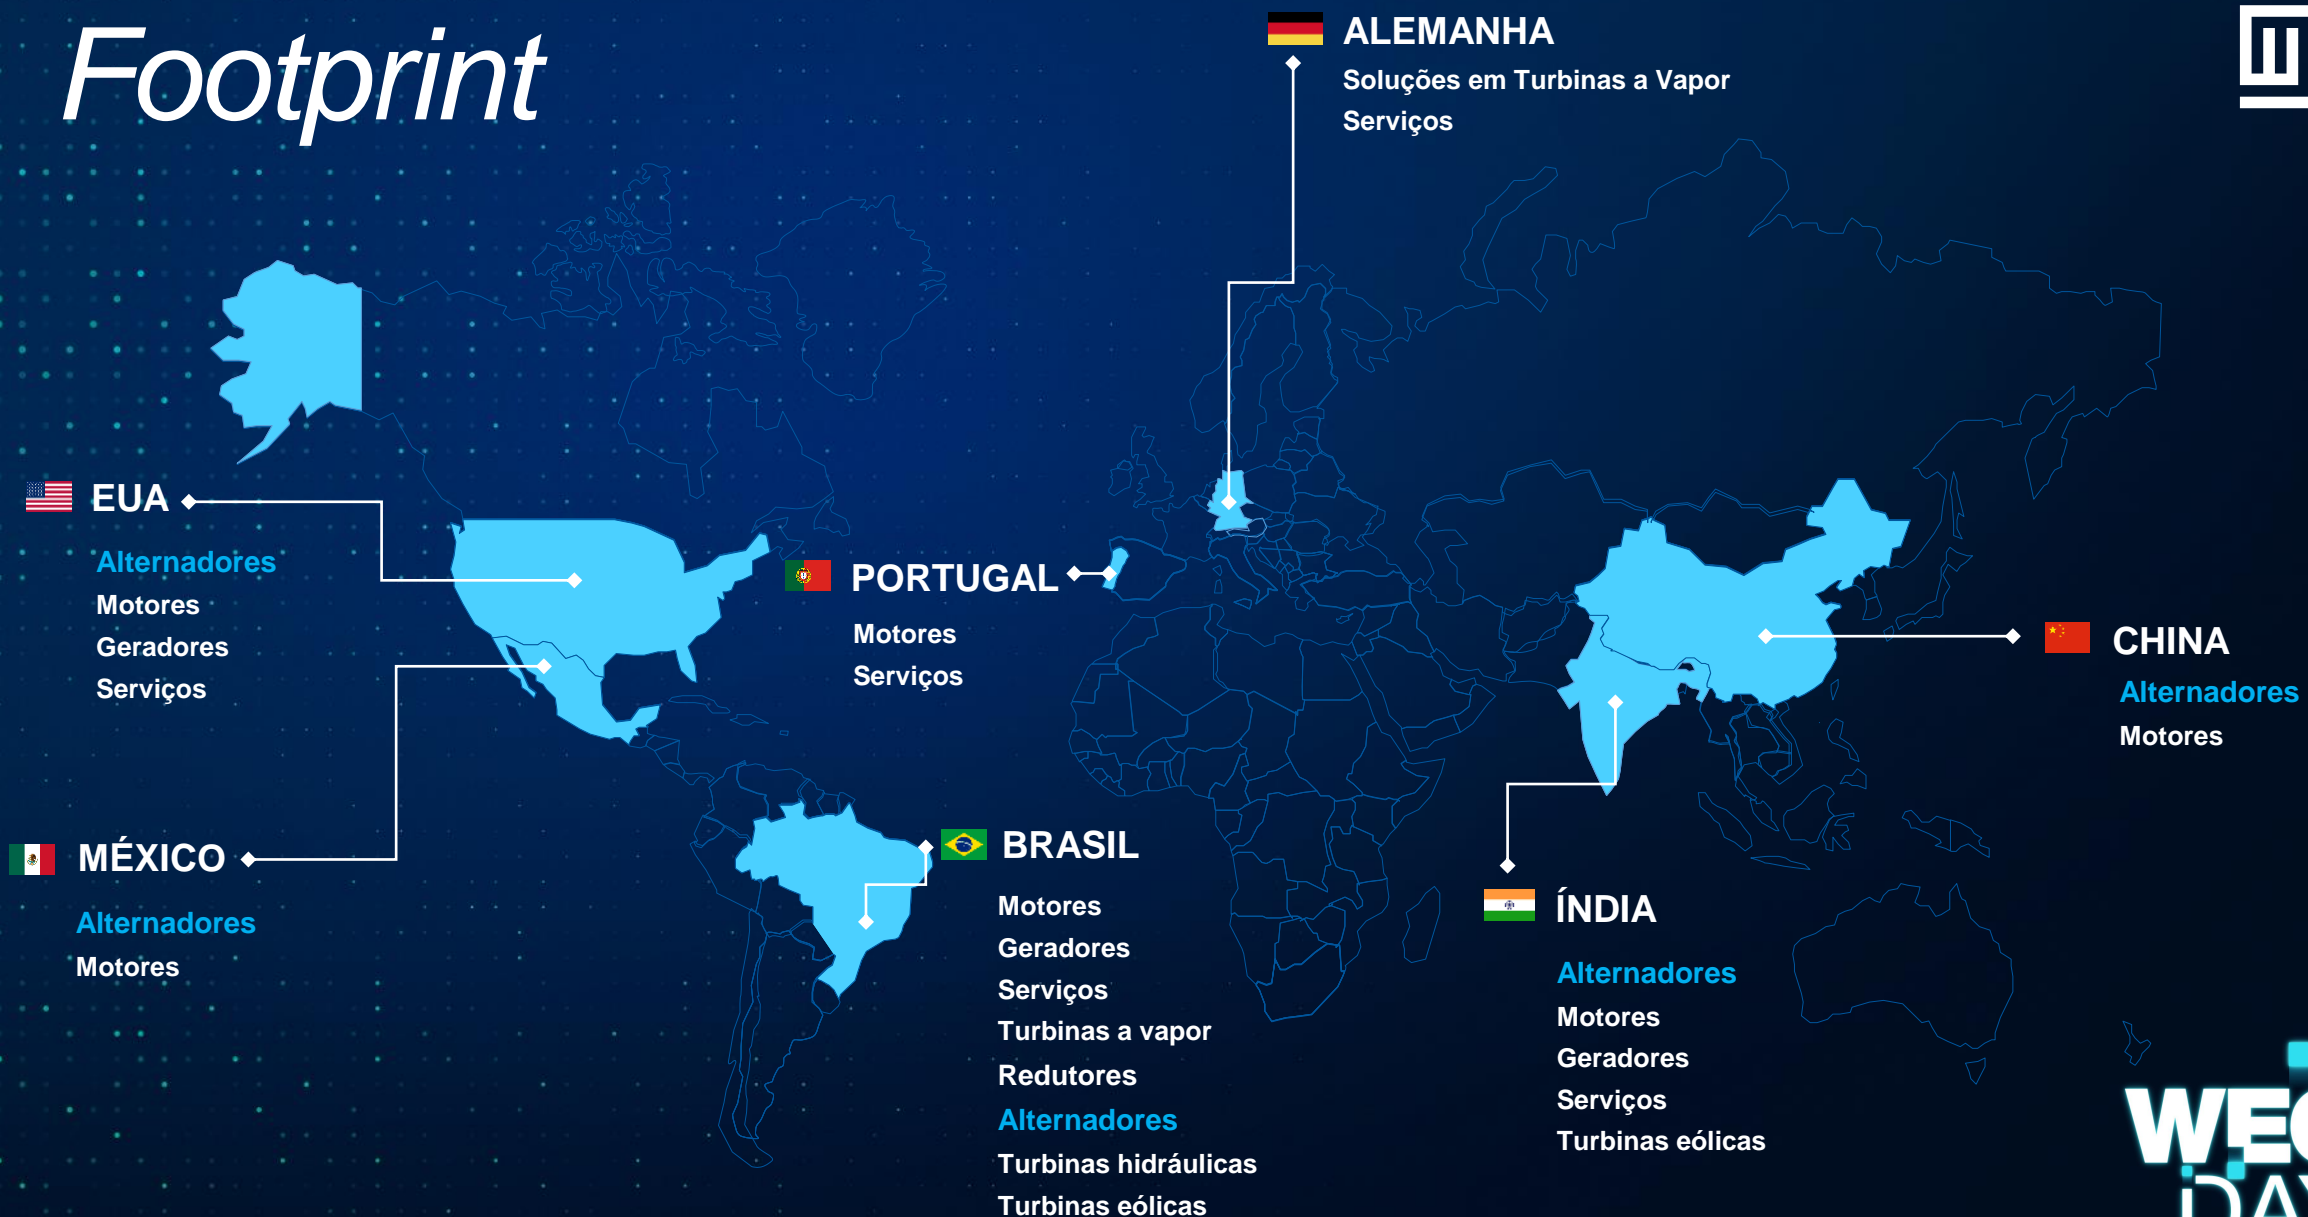 Footprint
ALEMANHA
Soluções em Turbinas a Vapor
Serviços
EUA
Alternadores
Motores
Geradores
Serviços
PORTUGAL
Motores
Serviços
CHINA
Alternadores
Motores
MÉXICO
Alternadores
Motores
BRASIL
Motores
Geradores
Serviços
Turbinas a vapor
Redutores
Alternadores
Turbinas hidráulicas
Turbinas eólicas
ÍNDIA
Alternadores
Motores
Geradores
Serviços
Turbinas eólicas